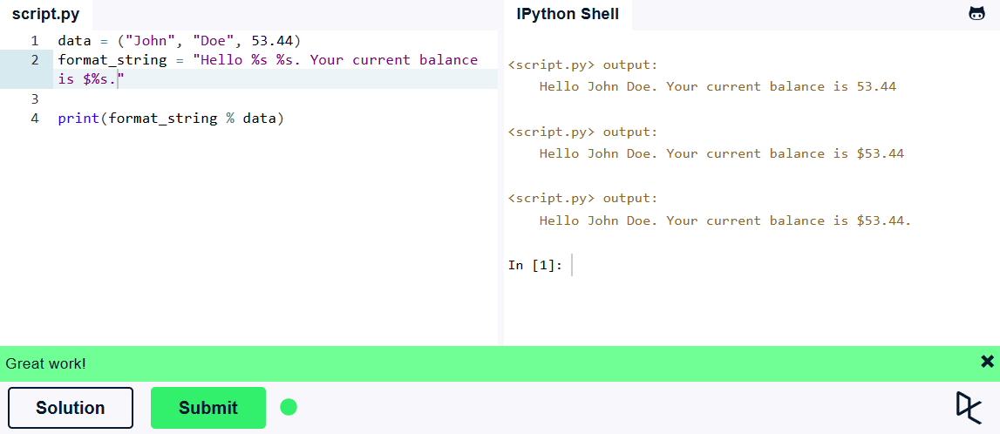 script.py
1 data = ("John", "Doe", 53.44)
2 format_string = "Hello %s %s. Your current balance
is $%s."
3
4 print(format_string % data)
IPython Shell
<script.py> output:
Hello John Doe. Your current balance is 53.44
<script.py> output:
Hello John Doe. Your current balance is $53.44
<script.py> output:
Hello John Doe. Your current balance is $53.44.
In [1]:
Great work!
Solution
Submit